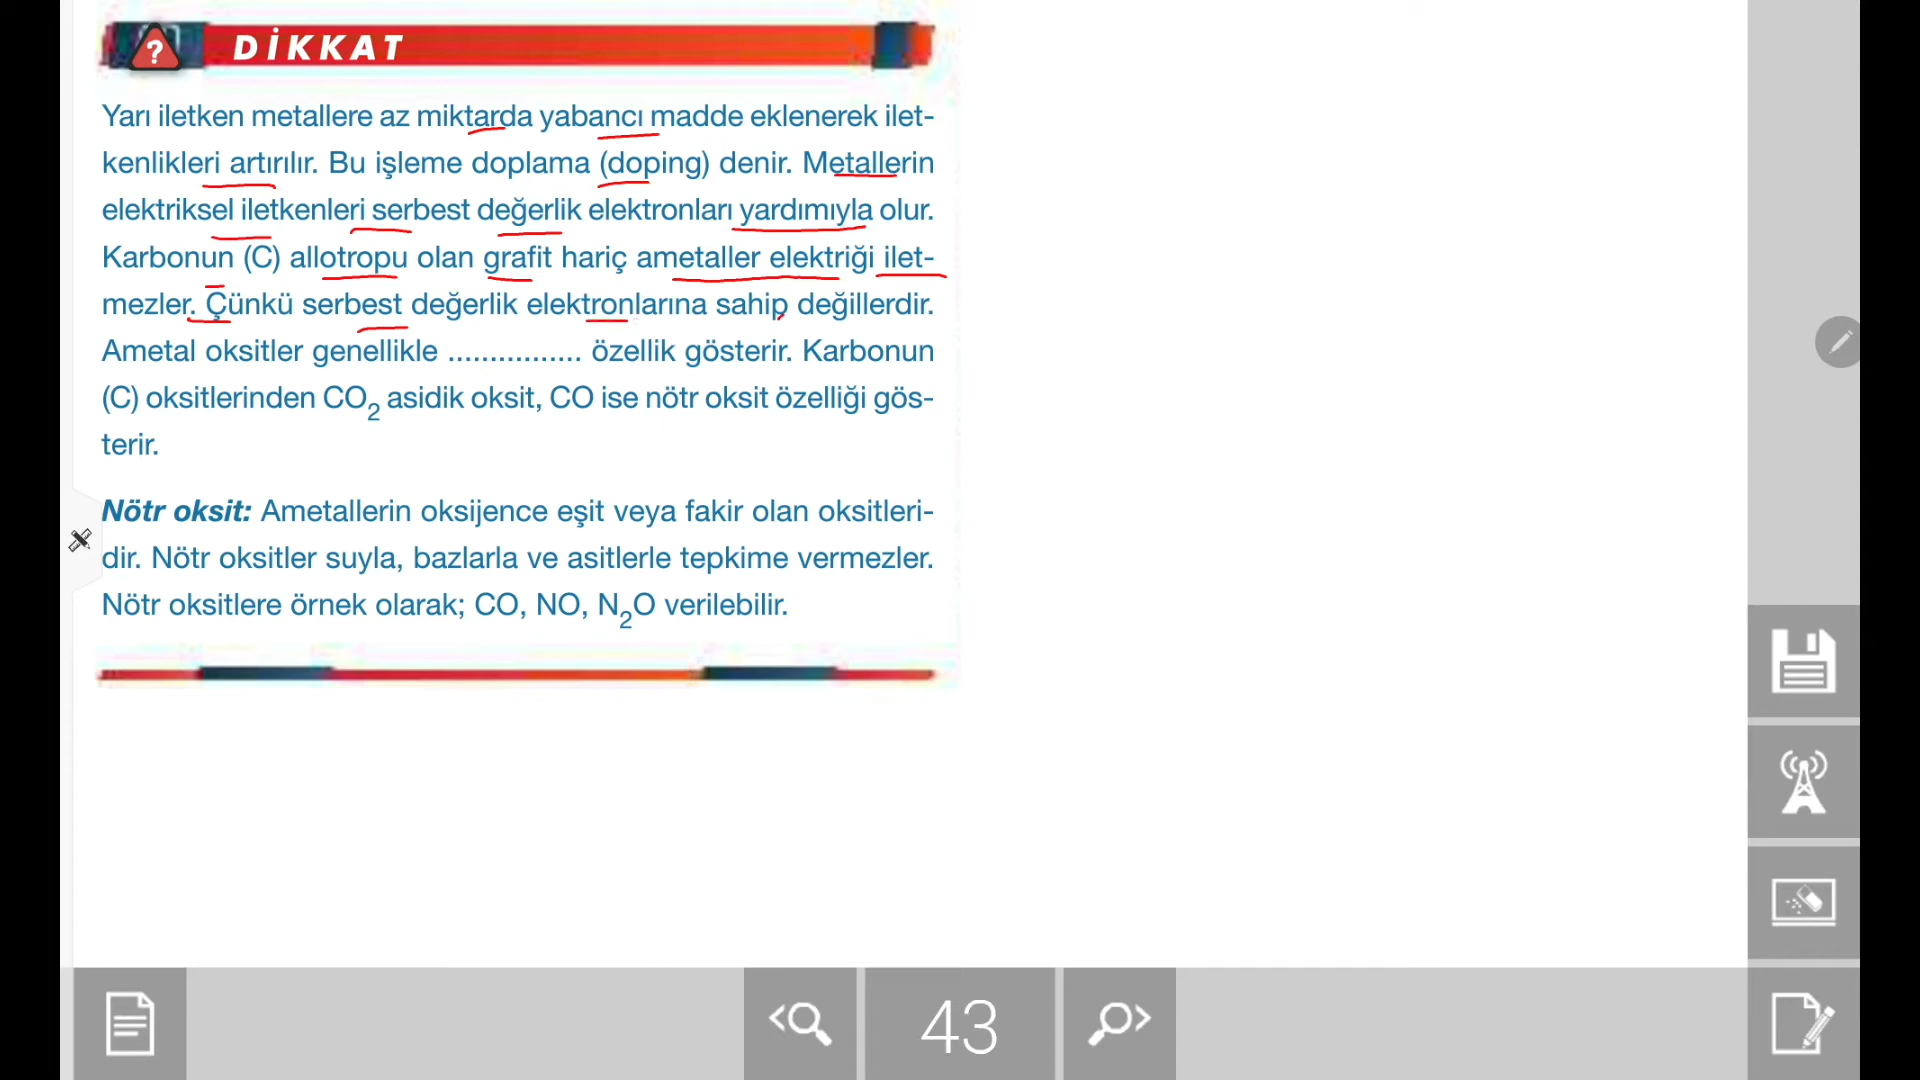 DİKKAT
Yarı iletken metallere az miktarda yabancı madde eklenerek ilet-
kenlikleri artırılır. Bu işleme doplama (doping) denir. Metallerin
elektriksel iletkenleri serbest değerlik elektronları yardımıyla olur.
Karbonun (C) allotropu olan grafit hariç ametaller elektriği ilet-
mezler. Çünkü serbest değerlik elektronlarına sahip değillerdir.
Ametal oksitler genellikle ................ özellik gösterir. Karbonun
(C) oksitlerinden CO2 asidik oksit, CO ise nötr oksit özelliği gös-
terir.
Nötr oksit: Ametallerin oksijence eşit veya fakir olan oksitleri-
dir. Nötr oksitler suyla, bazlarla ve asitlerle tepkime vermezler.
Nötr oksitlere örnek olarak; CO, NO, N2O verilebilir.
43